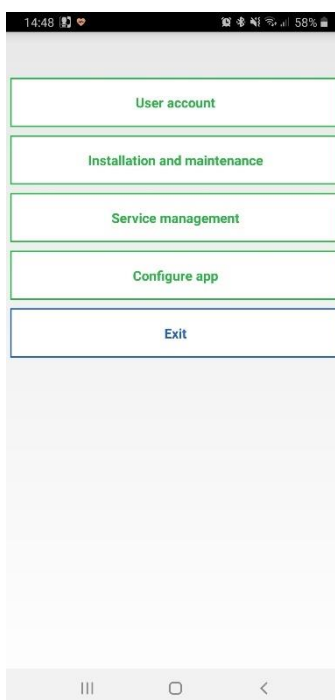 14:48 58%
User account
Installation and maintenance
Service management
Configure app
Exit